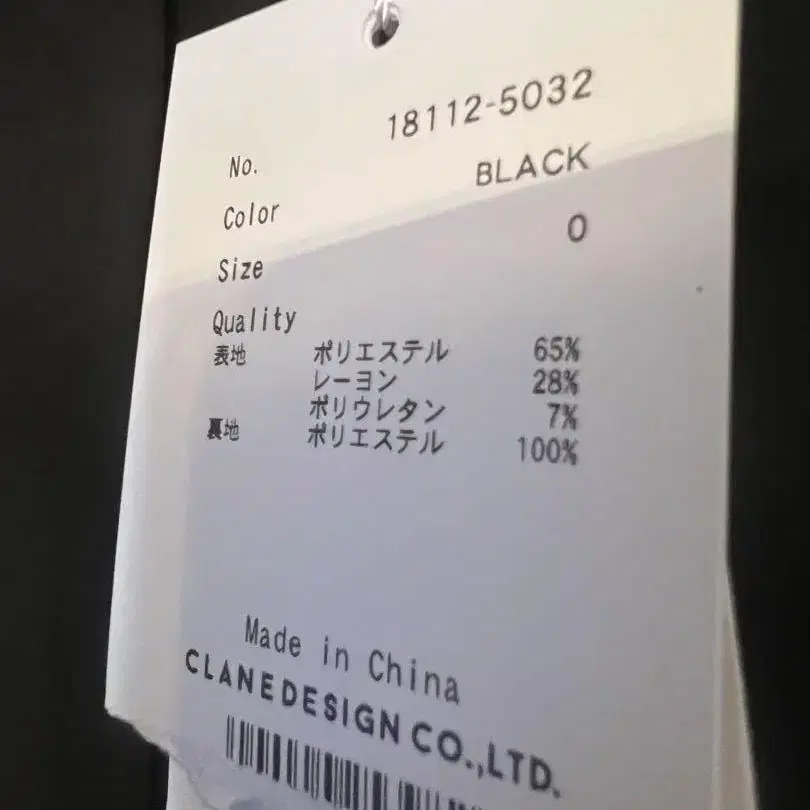 No. 18112-5032
Color BLACK
Size 0
Quality
表地 ポリエステル 65%
レーヨン 28%
ポリウレタン 7%
裏地 ポリエステル 100%
Made in China
CLANEDESIGN CO.,LTD.